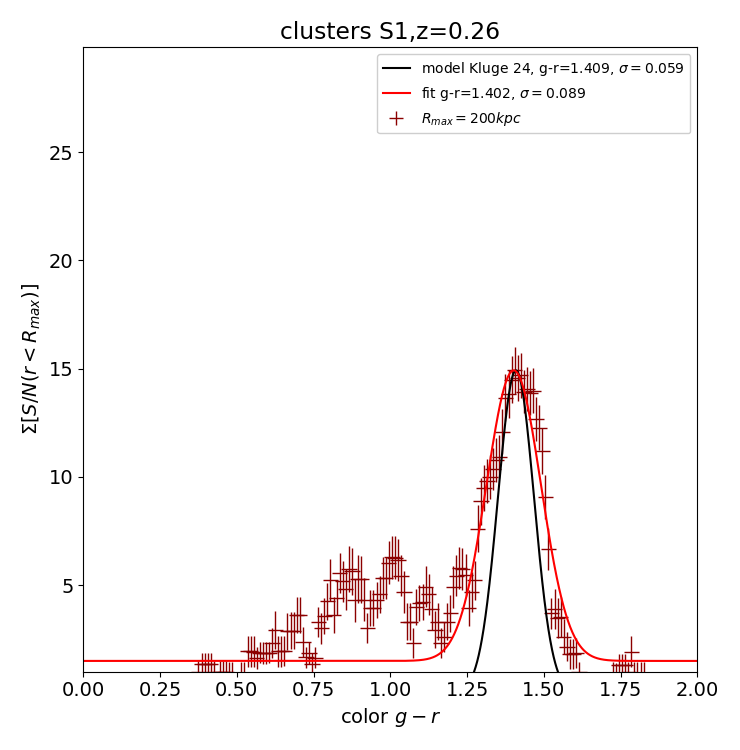 clusters S1,z=0.26
model Kluge 24, g-r=1.409, σ = 0.059
fit g-r=1.402, σ = 0.089
R_max = 200kpc
25
20
15
10
5
Σ[S/N(r < R_max)]
0.00 0.25 0.50 0.75 1.00 1.25 1.50 1.75 2.00
color g − r